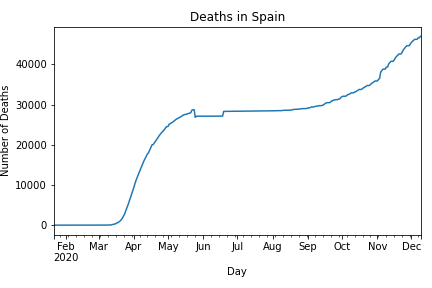 Deaths in Spain
Number of Deaths
40000
30000
20000
10000
0
Feb Mar Apr May Jun Jul Aug Sep Oct Nov Dec
2020
Day